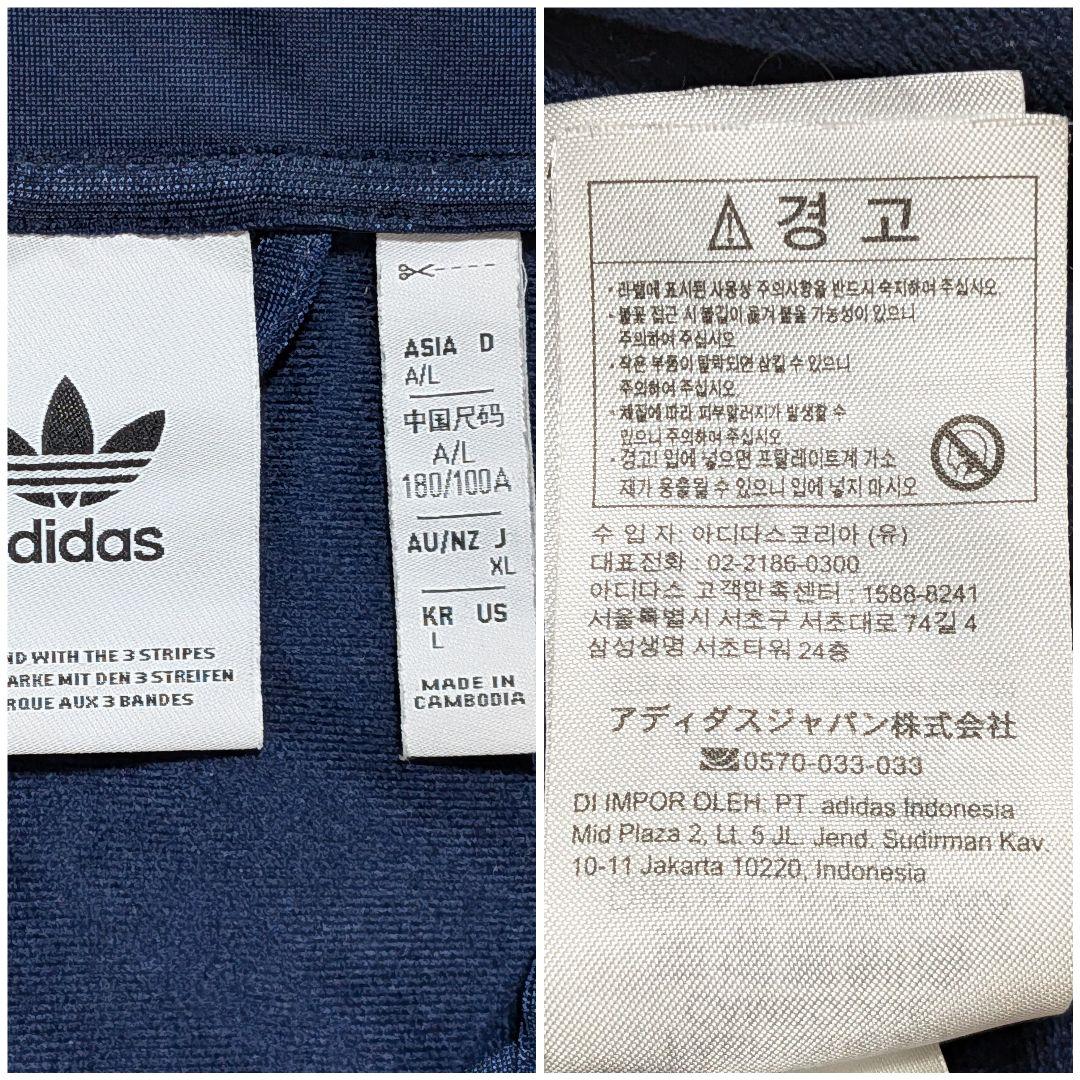 adidas
ND WITH THE 3 STRIPES
ARKE MIT DEN 3 STREIFEN
RQUE AUX 3 BANDES
ASIA D
A/L
中国尺码
A/L
180/100A
AU/NZ J
XL
KR US
L
MADE IN
CAMBODIA
경고
· 라벨에 표시된 사용상 주의사항을 반드시 숙지하여 주십시오.
· 불꽃 접근 시 불길이 옮겨 붙을 가능성이 있으니
주의하여 주십시오
· 작은 부품이 탈락되면 삼킬 수 있으니
주의하여 주십시오.
· 체질에 따라 피부알러지가 발생할 수
있으니 주의하여 주십시오.
· 경고! 입에 넣으면 프탈레이트계 가소
제가 용출될 수 있으니 입에 넣지 마시오
수 입 자: 아디다스코리아 (유)
대표전화 : 02-2186-0300
아디다스 고객만족센터 : 1588-8241
서울특별시 서초구 서초대로 74길 4
삼성생명 서초타워 24층
アディダスジャパン株式会社
0570-033-033
DI IMPOR OLEH: PT. adidas Indonesia
Mid Plaza 2, Lt. 5 JL. Jend. Sudirman Kav.
10-11 Jakarta 10220, Indonesia